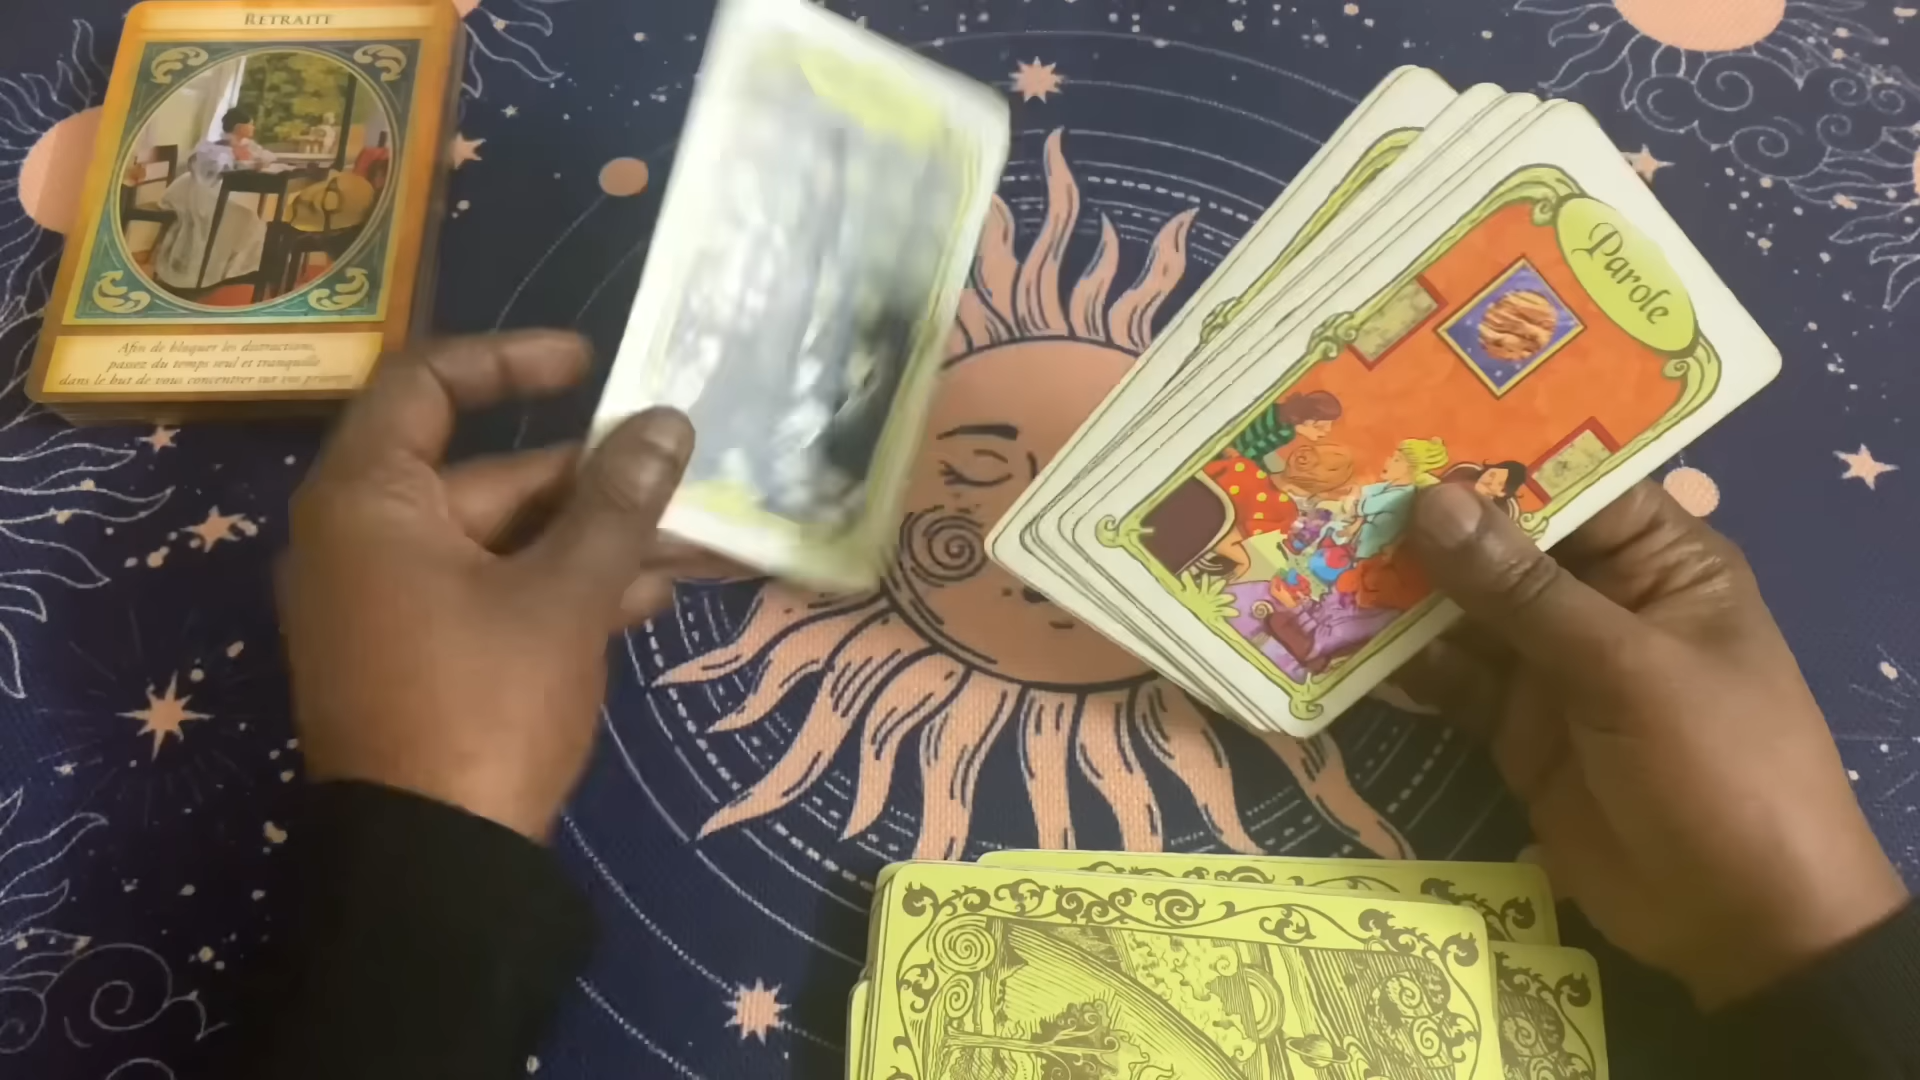 RETRAITE
Afin de bloquer les distractions,
passez du temps seul et tranquille
dans le but de vous concentrer sur vos
Parole